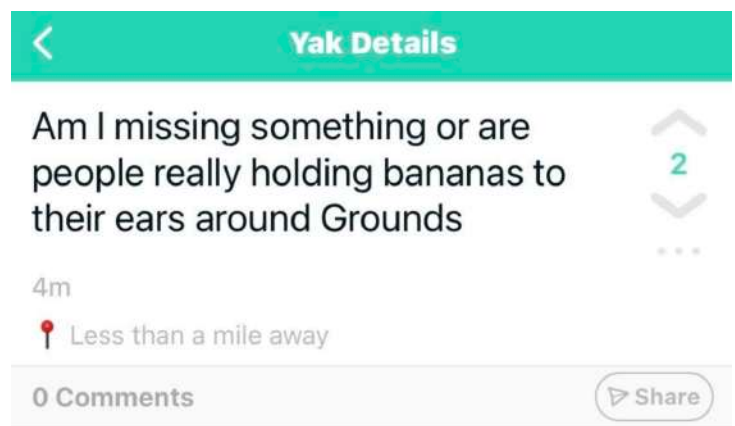 Yak Details
Am I missing something or are
people really holding bananas to
their ears around Grounds
2
4m
Less than a mile away
0 Comments
Share